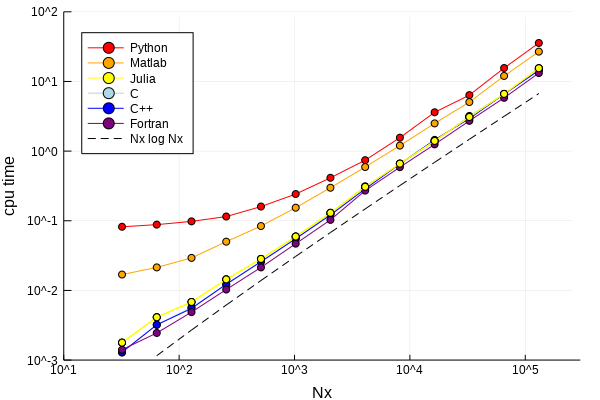 10^2
Python
Matlab
Julia
C
C++
Fortran
Nx log Nx
10^1
10^0
10^-1
10^-2
10^-3
cpu time
10^1
10^2
10^3
10^4
10^5
Nx